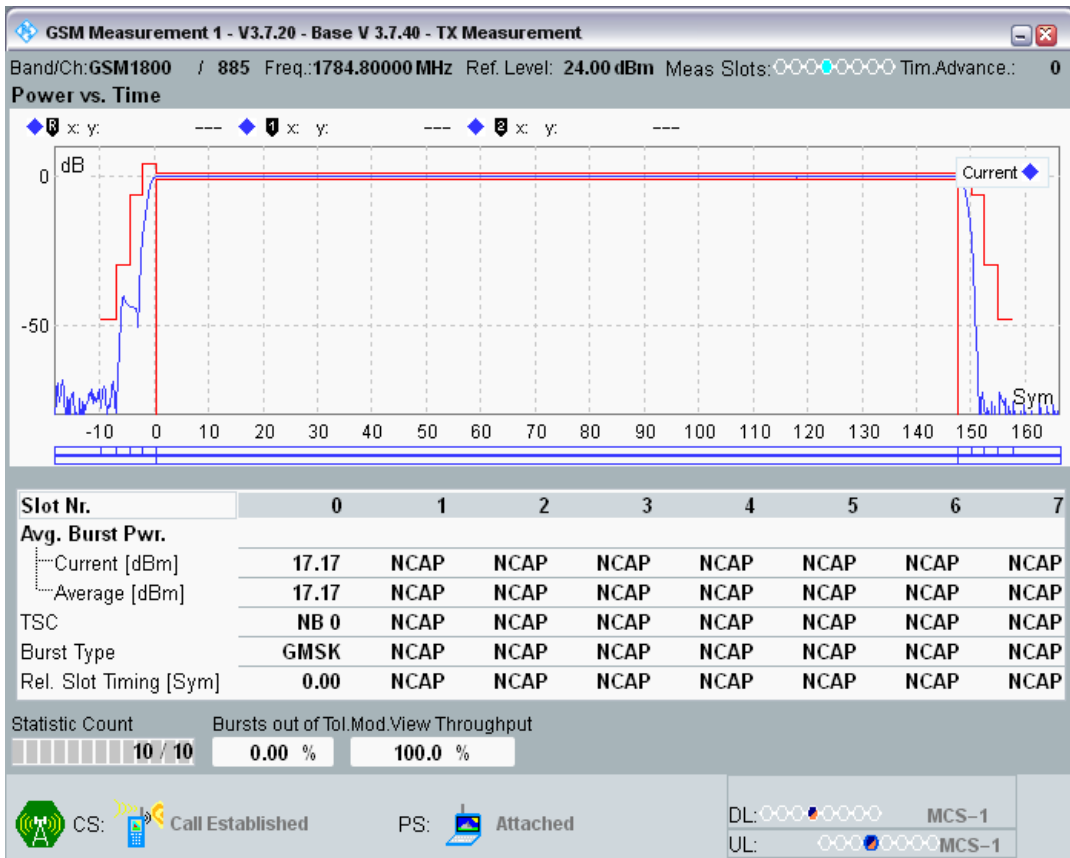 GSM Measurement 1 - V3.7.20 - Base V 3.7.40 - TX Measurement
Band/Ch:GSM1800 / 885 Freq.:1784.80000 MHz Ref. Level: 24.00 dBm Meas Slots: Tim.Advance.: 0
Power vs. Time
R x: y: --- 1 x: y: --- 2 x: y: ---
dB
Current
0
-50
Sym
-10 0 10 20 30 40 50 60 70 80 90 100 110 120 130 140 150 160
Slot Nr. 0 1 2 3 4 5 6 7
Avg. Burst Pwr.
Current [dBm] 17.17 NCAP NCAP NCAP NCAP NCAP NCAP NCAP
Average [dBm] 17.17 NCAP NCAP NCAP NCAP NCAP NCAP NCAP
TSC NB 0 NCAP NCAP NCAP NCAP NCAP NCAP NCAP
Burst Type GMSK NCAP NCAP NCAP NCAP NCAP NCAP NCAP
Rel. Slot Timing [Sym] 0.00 NCAP NCAP NCAP NCAP NCAP NCAP NCAP
Statistic Count Bursts out of Tol.Mod.View Throughput
10 / 10 0.00 % 100.0 %
CS: Call Established PS: Attached
DL: MCS-1
UL: MCS-1